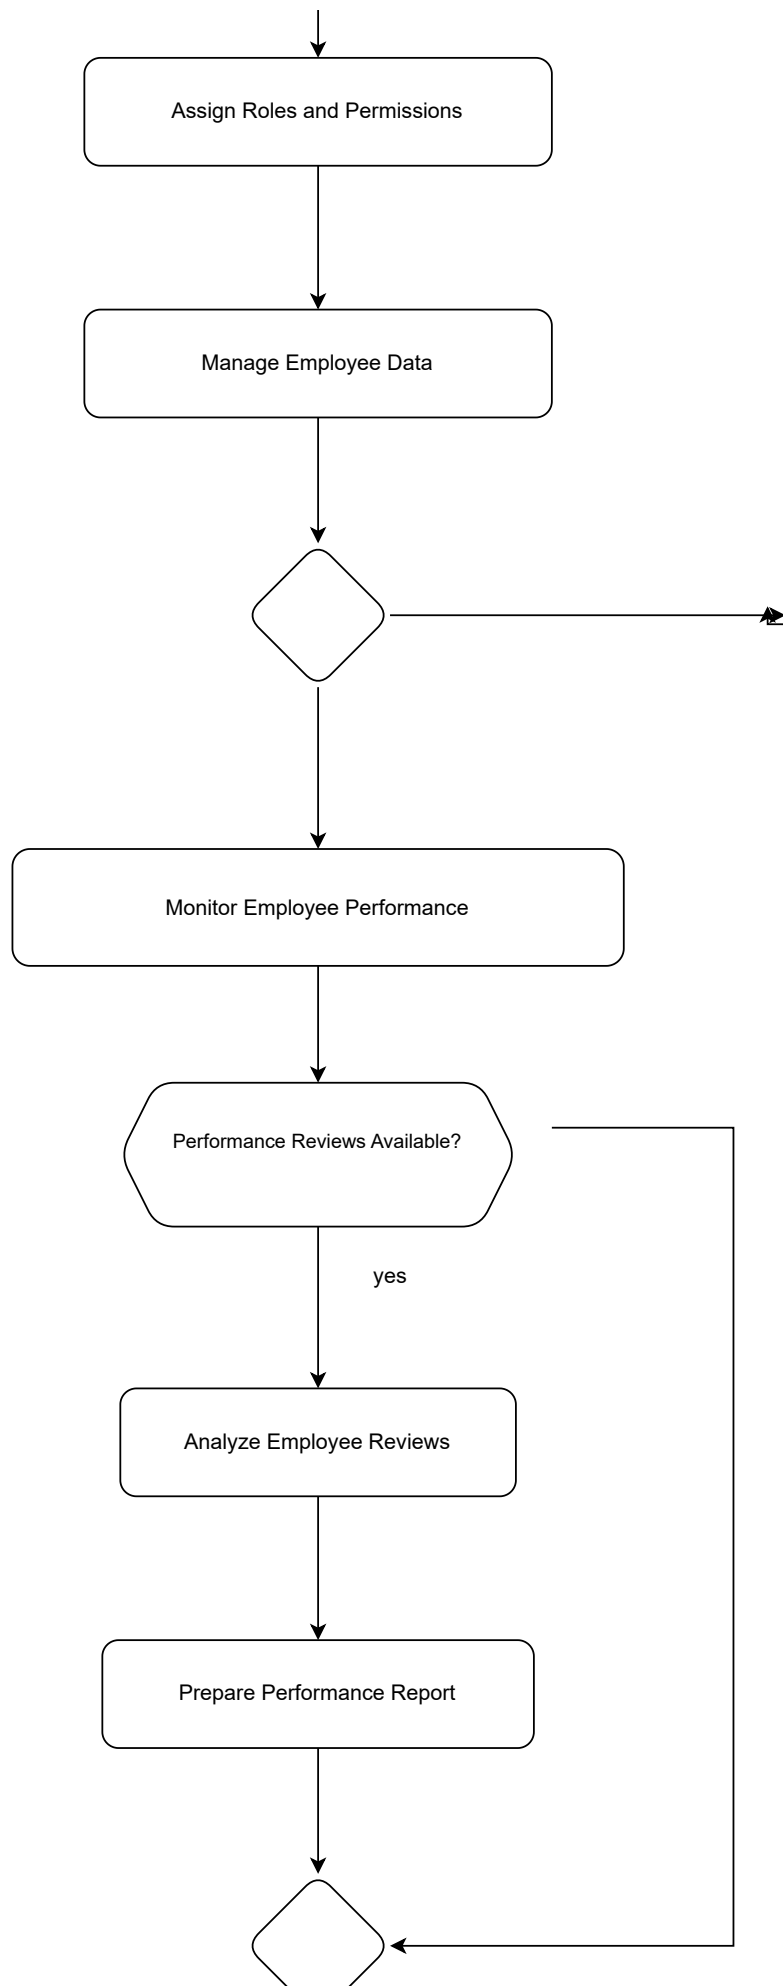 Assign Roles and Permissions
Manage Employee Data
Monitor Employee Performance
Performance Reviews Available?
yes
Analyze Employee Reviews
Prepare Performance Report